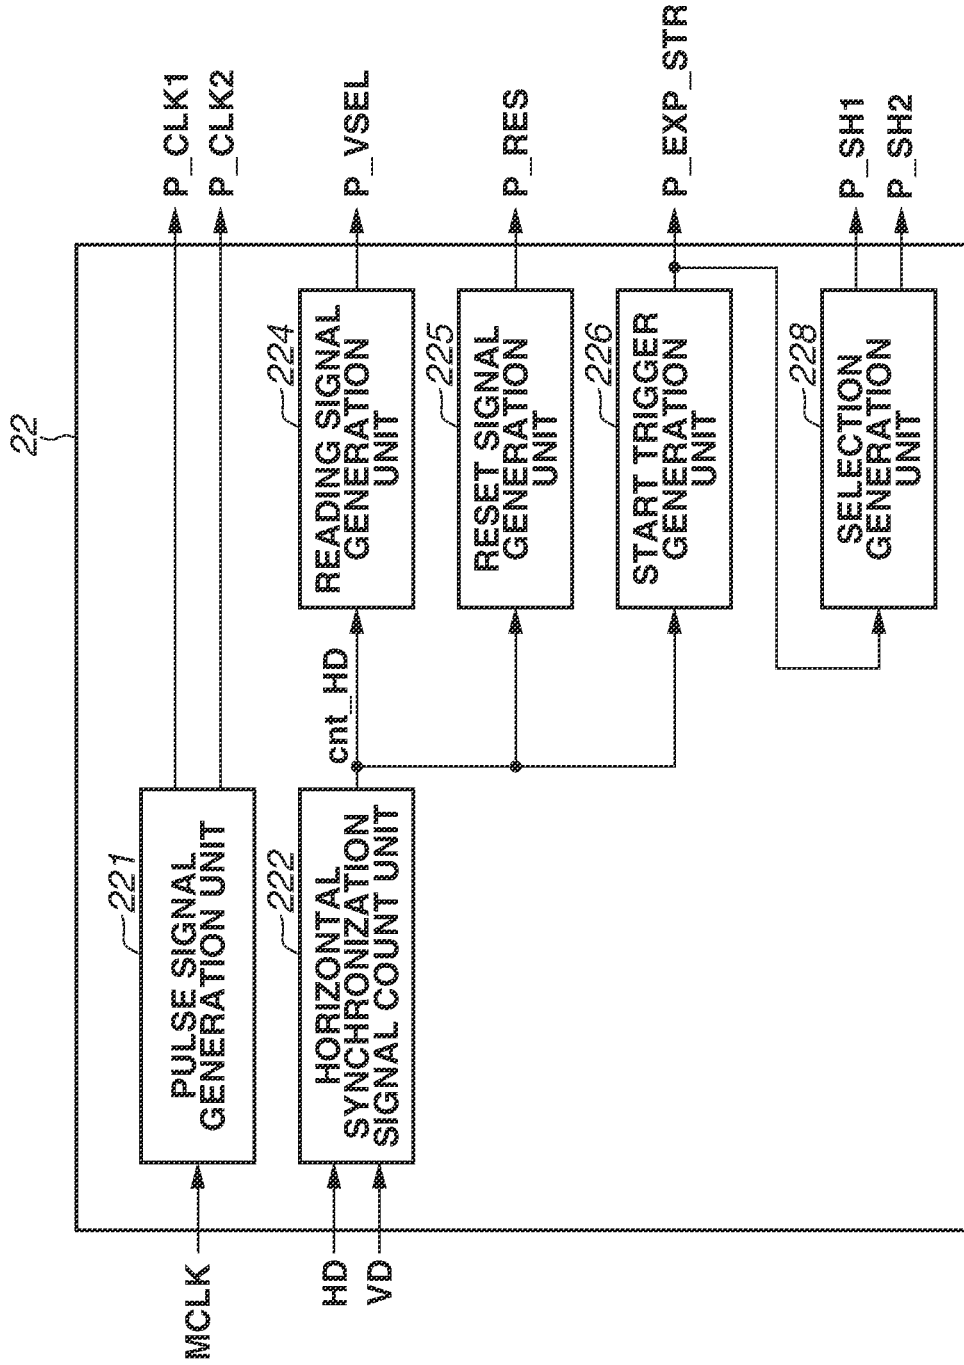 22
MCLK
HD
VD
221
PULSE SIGNAL
GENERATION UNIT
222
HORIZONTAL
SYNCHRONIZATION
SIGNAL COUNT UNIT
cnt_HD
224
READING SIGNAL
GENERATION
UNIT
225
RESET SIGNAL
GENERATION
UNIT
226
START TRIGGER
GENERATION
UNIT
228
SELECTION
GENERATION
UNIT
P_CLK1
P_CLK2
P_VSEL
P_RES
P_EXP_STR
P_SH1
P_SH2